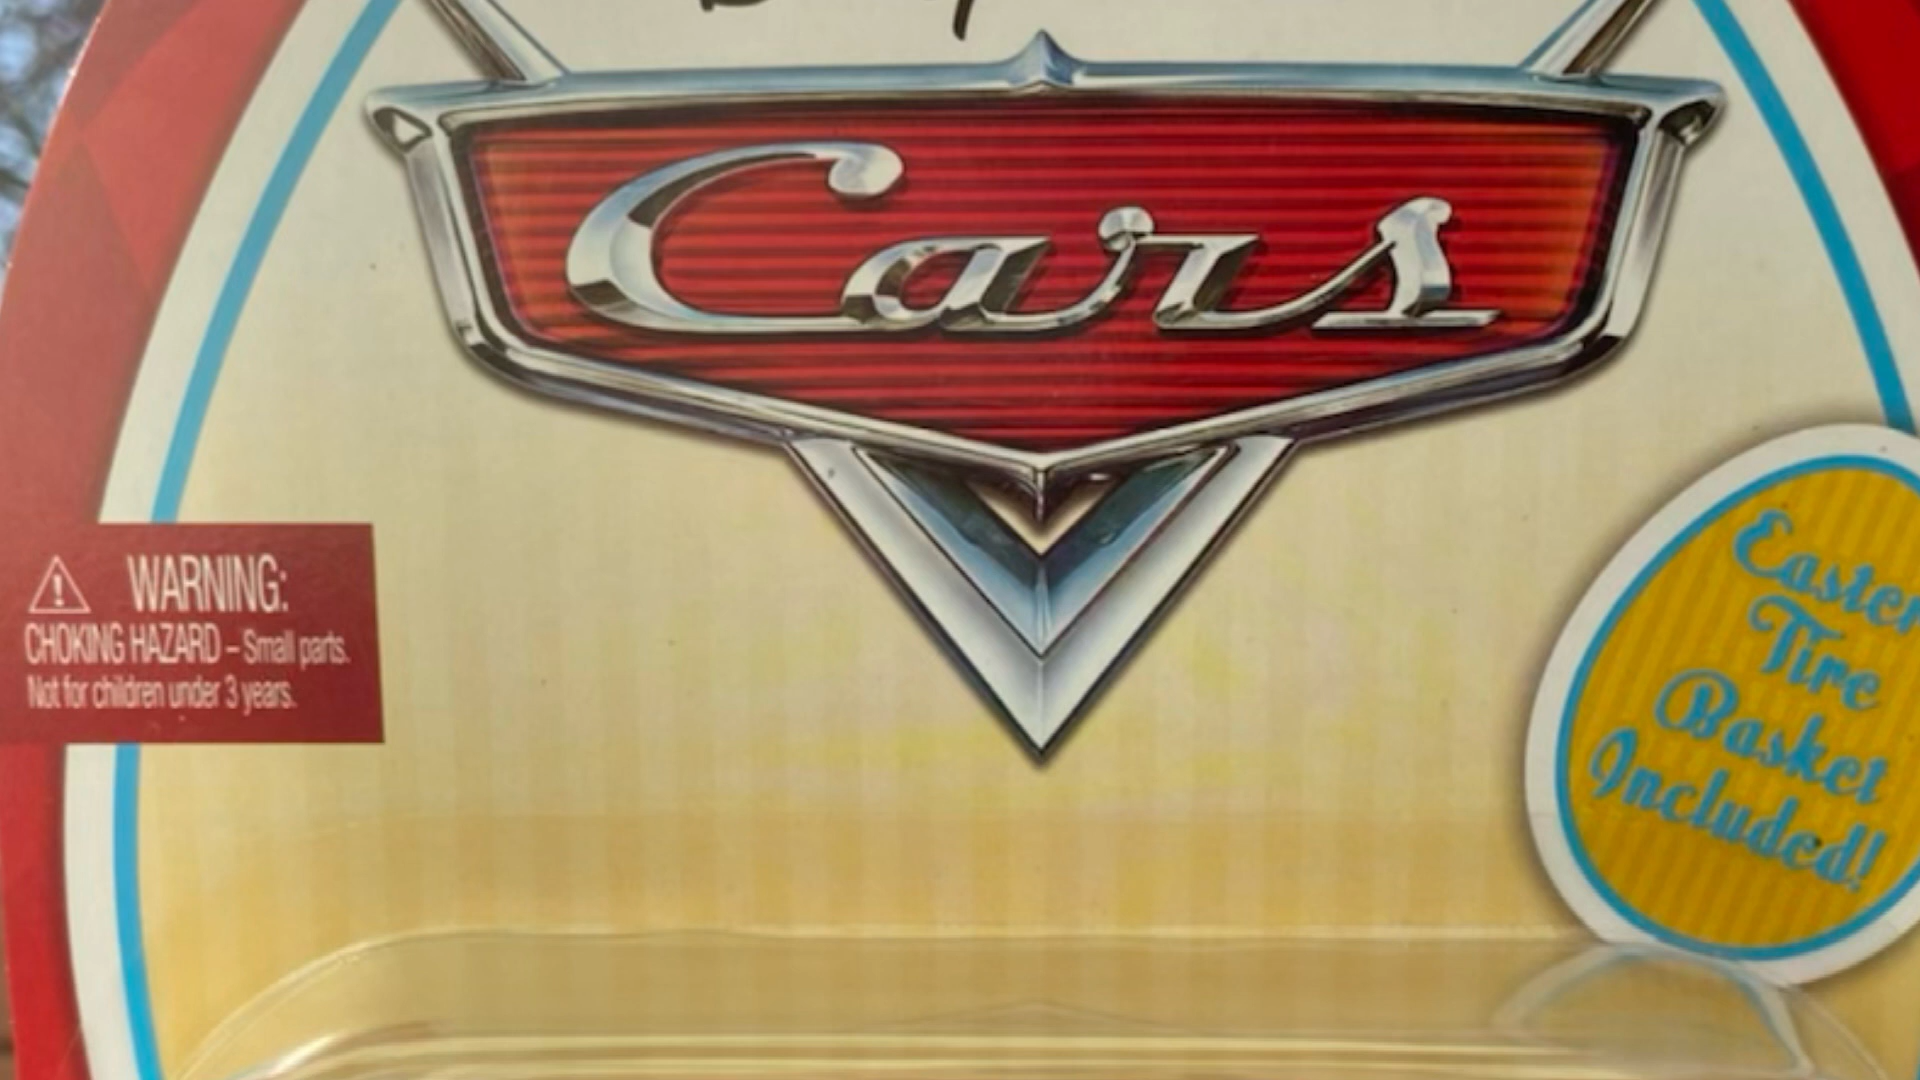 Cars
WARNING:
CHOKING HAZARD – Small parts.
Not for children under 3 years.
Easter
Tire
Basket
Included!